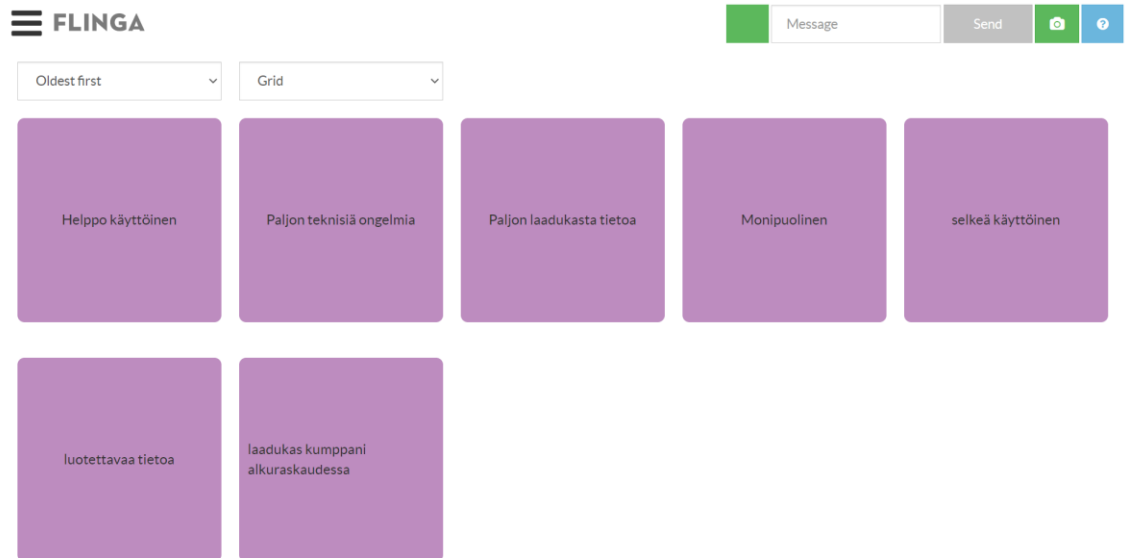 FLINGA
Message
Send
Oldest first
Grid
Helppo käyttöinen
Paljon teknisiä ongelmia
Paljon laadukasta tietoa
Monipuolinen
selkeä käyttöinen
luotettavaa tietoa
laadukas kumppani
alkuraskaudessa